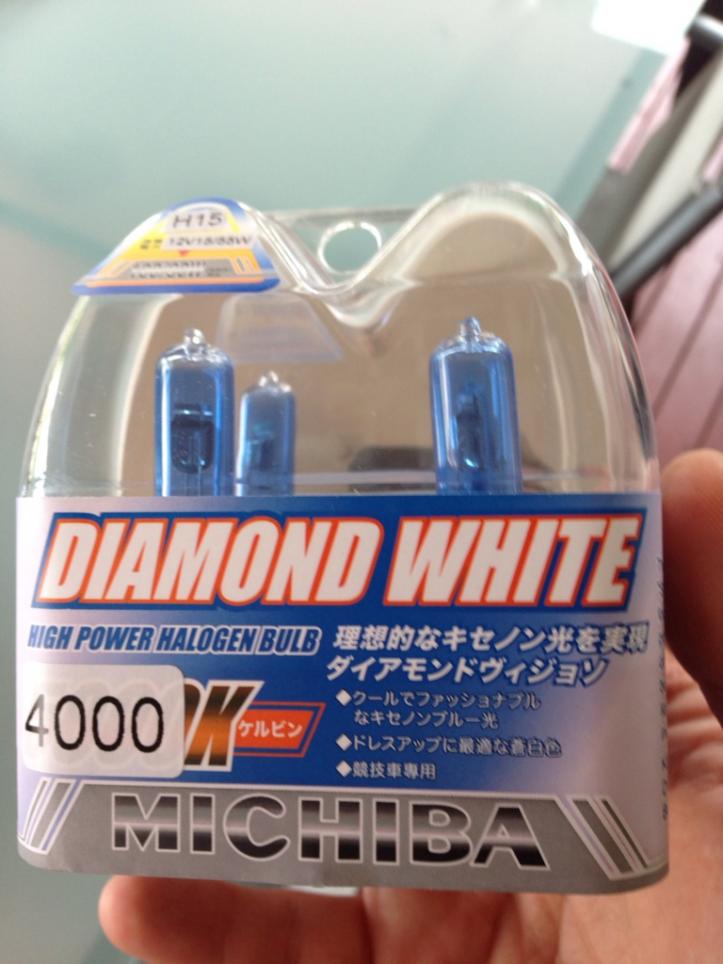 H15
12V15/55W
DIAMOND WHITE
HIGH POWER HALOGEN BULB
理想的なキセノン光を実現
ダイアモンドヴィジョン
4000
K
ケルビン
◆クールでファッショナブル
なキセノンブルー光
◆ドレスアップに最適な蒼白色
◆競技車専用
MICHIBA